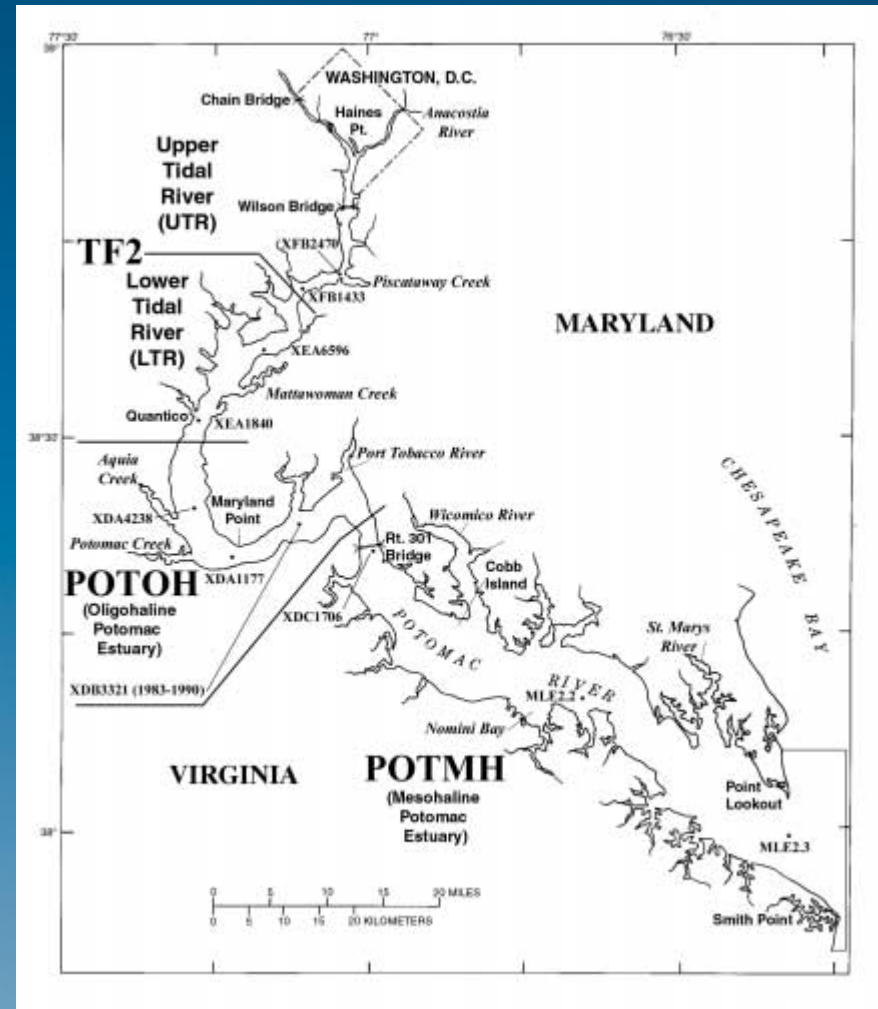 77°30'
77°
76°30'
39°
WASHINGTON, D.C.
Chain Bridge
Haines
Pt.
Anacostia
River
Upper
Tidal
River
(UTR)
Wilson Bridge
TF2
XFB2470
Piscataway Creek
XFB1433
Lower
Tidal
River
(LTR)
MARYLAND
XEA6596
Mattawoman Creek
Quantico
XEA1840
38°30'
Aquia
Creek
Port Tobacco River
CHESAPEAKE BAY
XDA4238
Maryland
Point
Wicomico River
Potomac Creek
Rt. 301
Bridge
XDA1177
Cobb
Island
POTOH
(Oligohaline
Potomac
Estuary)
XDC1706
POTOMAC
RIVER
St. Marys
River
XDB3321 (1983-1990)
MLE2.2
Nomini Bay
VIRGINIA
POTMH
(Mesohaline
Potomac
Estuary)
Point
Lookout
38°
MLE2.3
0 5 10 15 20 MILES
0 5 10 15 20 KILOMETERS
Smith Point